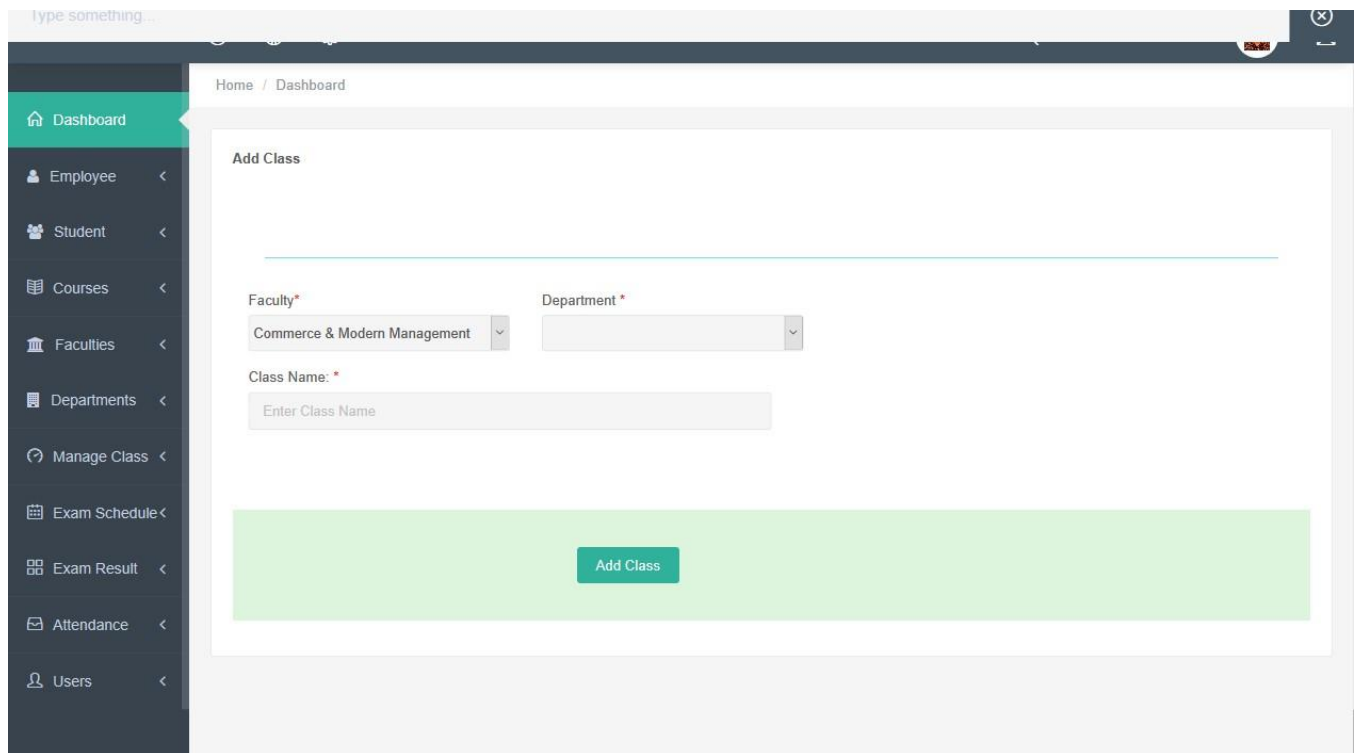 Type something...
Home / Dashboard
Dashboard
Employee
Student
Courses
Faculties
Departments
Manage Class
Exam Schedule
Exam Result
Attendance
Users
Add Class
Faculty*
Department *
Commerce & Modern Management
Class Name: *
Enter Class Name
Add Class